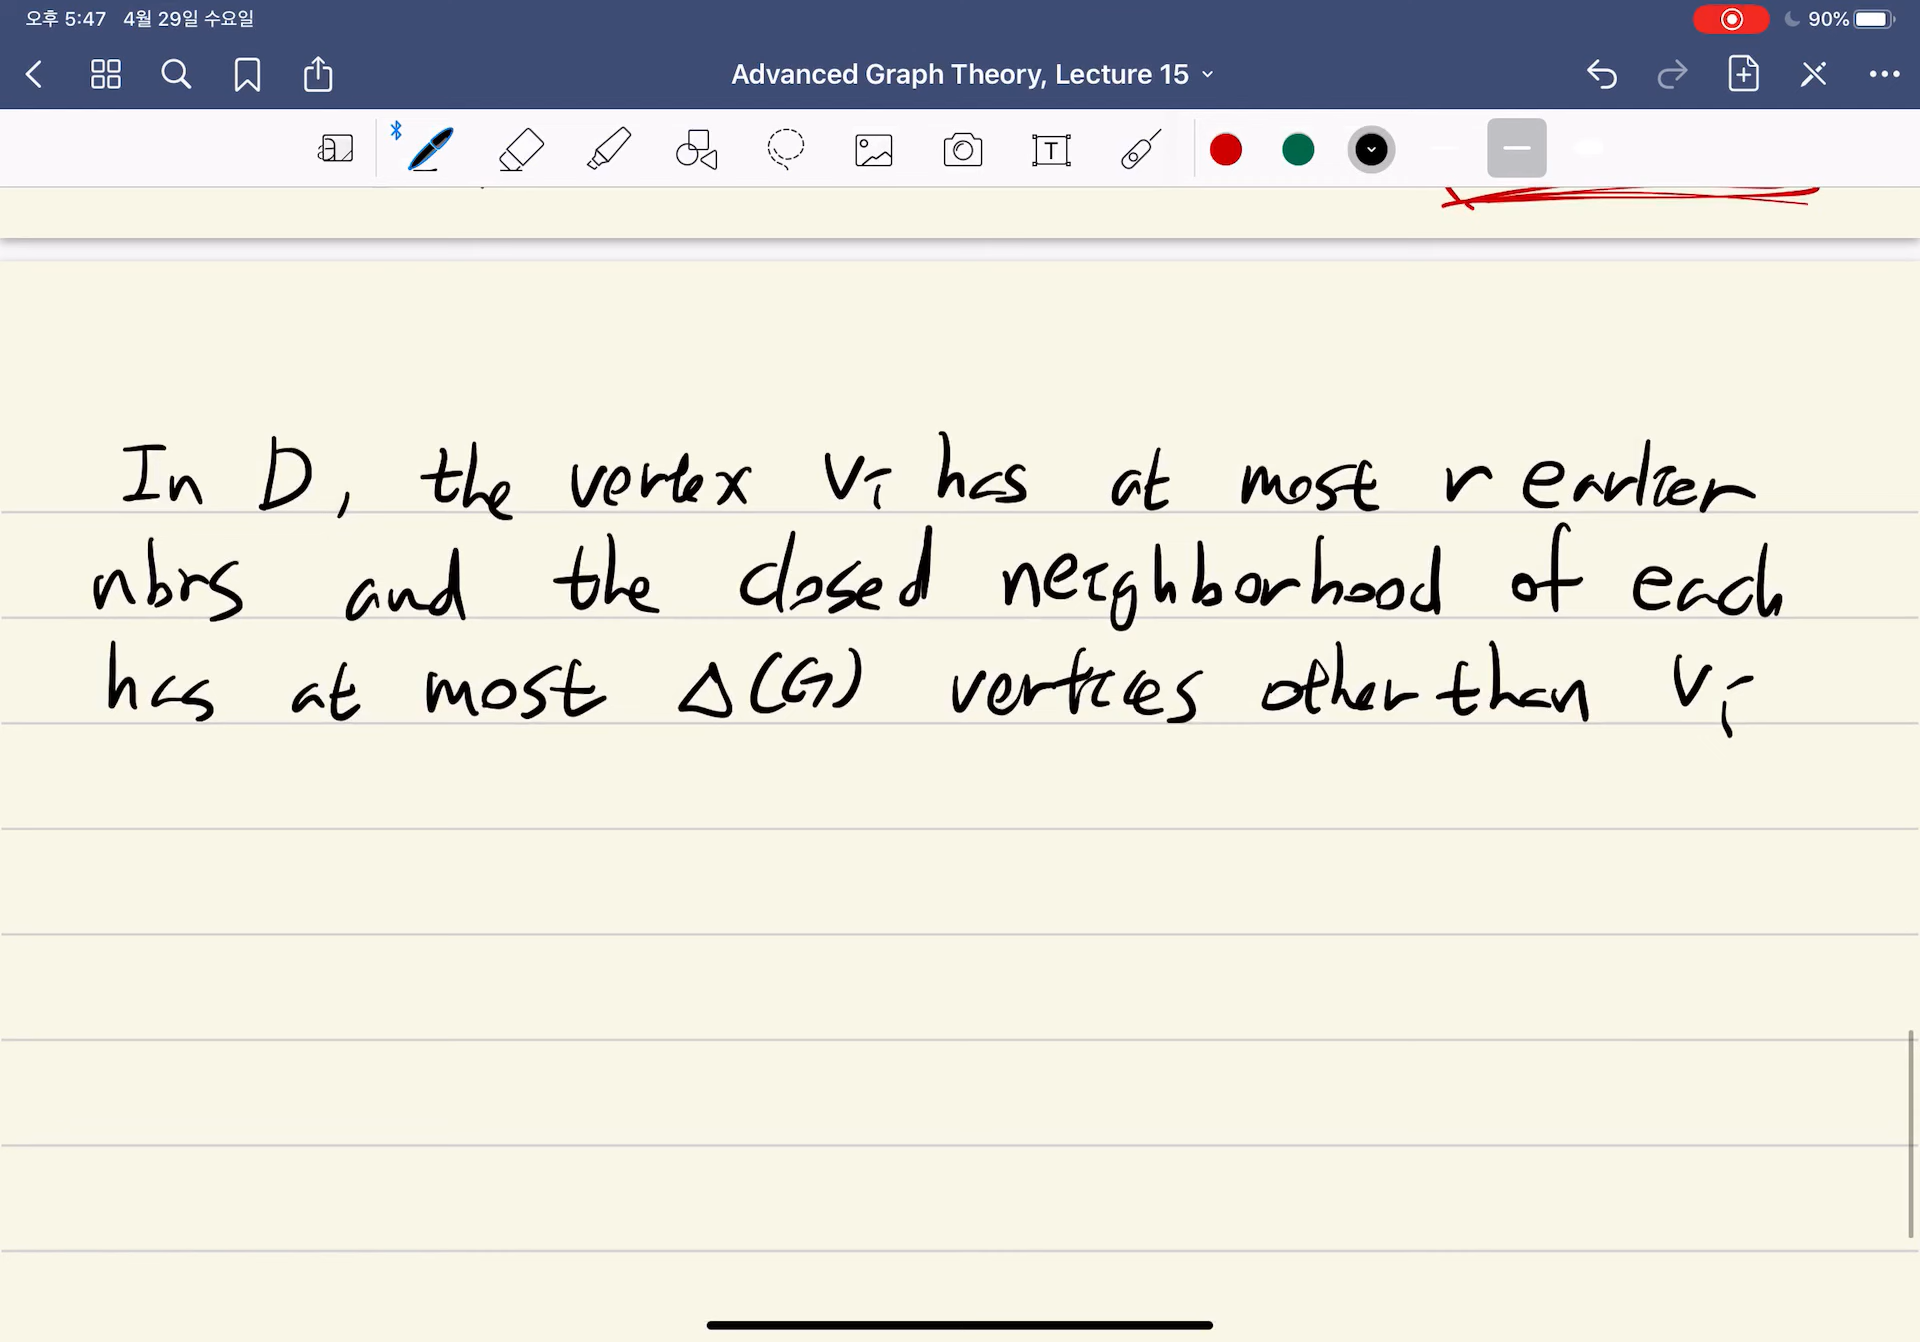 오후 5:47 4월 29일 수요일
90%
Advanced Graph Theory, Lecture 15
a
T
In D, the vertex vᵢ has at most r earlier
nbrs and the closed neighborhood of each
has at most Δ(G) vertices other than vᵢ